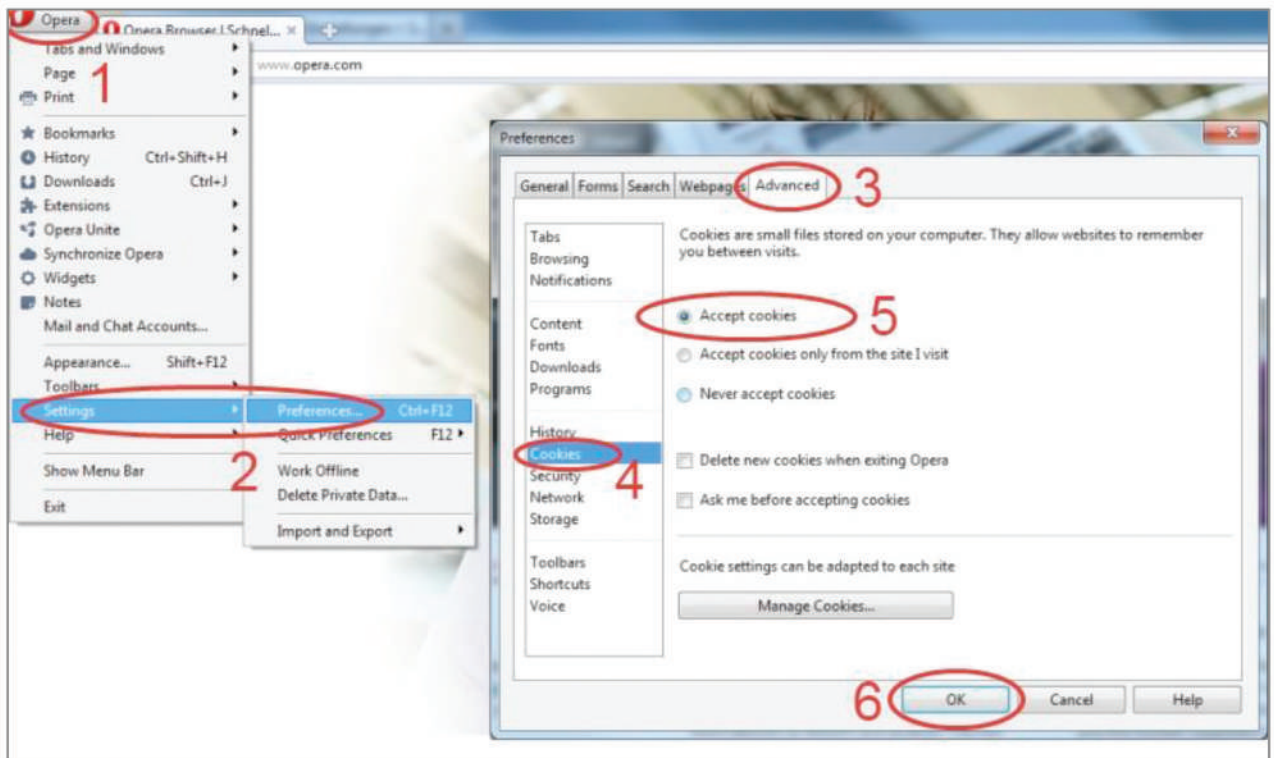 Opera
Opera Browser | Schnel...
Tabs and Windows
1
www.opera.com
Page
Print
Bookmarks
History Ctrl+Shift+H
Downloads Ctrl+J
Extensions
Opera Unite
Synchronize Opera
Widgets
Notes
Mail and Chat Accounts...
Appearance... Shift+F12
Toolbars
Settings
Help
Show Menu Bar
Exit
2
Preferences... Ctrl+F12
Quick Preferences F12
Work Offline
Delete Private Data...
Import and Export
Preferences
General Forms Search Webpages Advanced
3
Tabs
Browsing
Notifications
Content
Fonts
Downloads
Programs
History
Cookies
4
Security
Network
Storage
Toolbars
Shortcuts
Voice
Cookies are small files stored on your computer. They allow websites to remember
you between visits.
Accept cookies
5
Accept cookies only from the site I visit
Never accept cookies
Delete new cookies when exiting Opera
Ask me before accepting cookies
Cookie settings can be adapted to each site
Manage Cookies...
6
OK Cancel Help